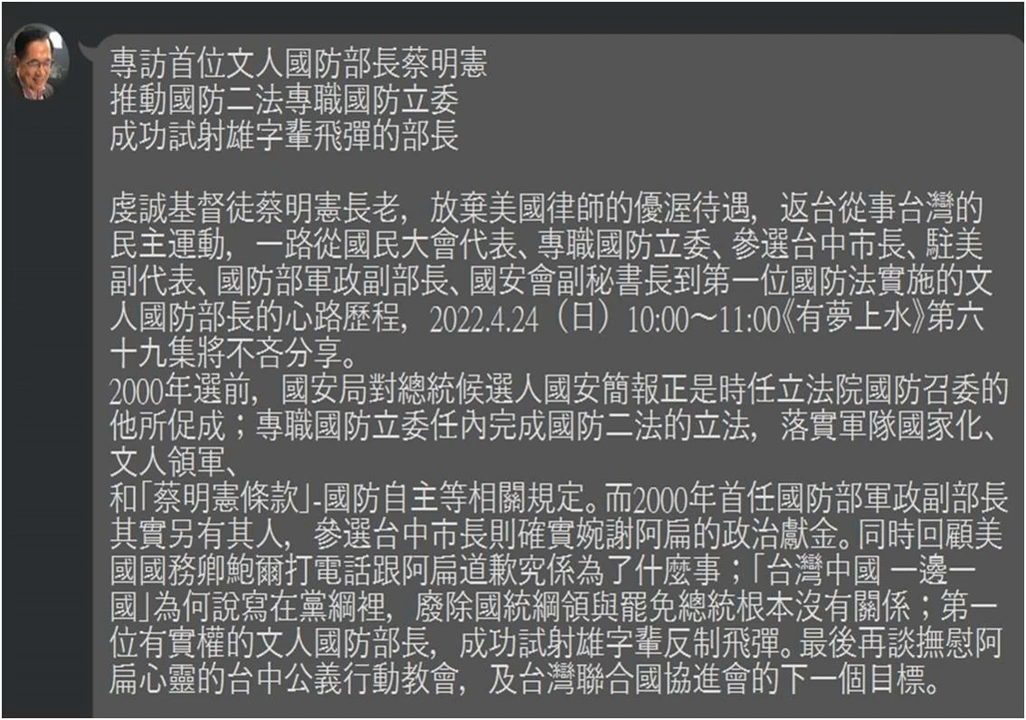 專訪首位文人國防部長蔡明憲
推動國防二法專職國防立委
成功試射雄字輩飛彈的部長
虔誠基督徒蔡明憲長老，放棄美國律師的優渥待遇，返台從事台灣的
民主運動，一路從國民大會代表、專職國防立委、參選台中市長、駐美
副代表、國防部軍政副部長、國安會副秘書長到第一位國防法實施的文
人國防部長的心路歷程，2022.4.24（日）10:00～11:00《有夢上水》第六
十九集將不吝分享。
2000年選前，國安局對總統候選人國安簡報正是時任立法院國防召委的
他所促成；專職國防立委任內完成國防二法的立法，落實軍隊國家化、
文人領軍、
和「蔡明憲條款」-國防自主等相關規定。而2000年首任國防部軍政副部長
其實另有其人，參選台中市長則確實婉謝阿扁的政治獻金。同時回顧美
國國務卿鮑爾打電話跟阿扁道歉究係為了什麼事；「台灣中國 一邊一
國」為何說寫在黨綱裡，廢除國統綱領與罷免總統根本沒有關係；第一
位有實權的文人國防部長，成功試射雄字輩反制飛彈。最後再談撫慰阿
扁心靈的台中公義行動教會，及台灣聯合國協進會的下一個目標。